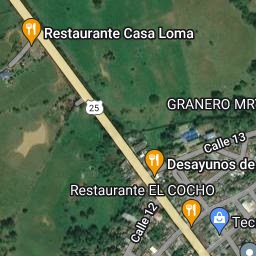 Restaurante Casa Loma
25
GRANERO MR
Calle 13
Desayunos de
Restaurante EL COCHO
Calle 12
Tec